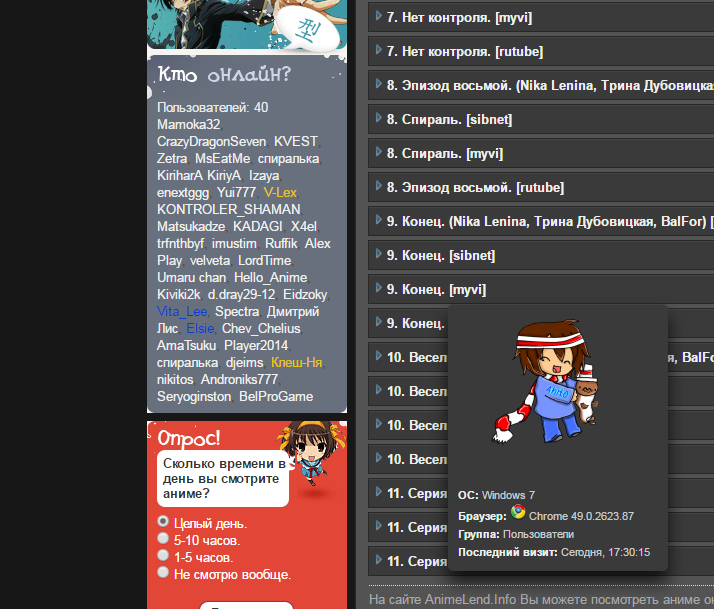 型
Кто онлайн?
Пользователей: 40
Mamoka32
CrazyDragonSeven, KVEST,
Zetra, MsEatMe, спиралька,
KiriharA KiriyA, Izaya,
enextggg, Yui777, V-Lex,
KONTROLER_SHAMAN,
Matsukadze, KADAGI, X4el,
trfnthbyf, imustim, Ruffik, Alex
Play, velveta, LordTime,
Umaru chan, Hello_Anime,
Kiviki2k, d.dray29-12, Eidzoky,
Vita_Lee, Spectra, Дмитрий
Лис, Elsie, Chev_Chelius,
AmaTsuku, Player2014,
спиралька, djeims, Клеш-Ня,
nikitos, Androniks777,
Seryoginston, BelProGame
Опрос!
Сколько времени в
день вы смотрите
аниме?
Целый день.
5-10 часов.
1-5 часов.
Не смотрю вообще.
7. Нет контроля. [myvi]
7. Нет контроля. [rutube]
8. Эпизод восьмой. (Nika Lenina, Трина Дубовицка
8. Спираль. [sibnet]
8. Спираль. [myvi]
8. Эпизод восьмой. [rutube]
9. Конец. (Nika Lenina, Трина Дубовицкая, BalFor) [
9. Конец. [sibnet]
9. Конец. [myvi]
9. Конец.
10. Весел я, BalFo
10. Весел
10. Весел
10. Весел
11. Серия
11. Серия
11. Серия
ОС: Windows 7
Браузер: Chrome 49.0.2623.87
Группа: Пользователи
Последний визит: Сегодня, 17:30:15
На сайте AnimeLend.Info Вы можете посмотреть аниме он